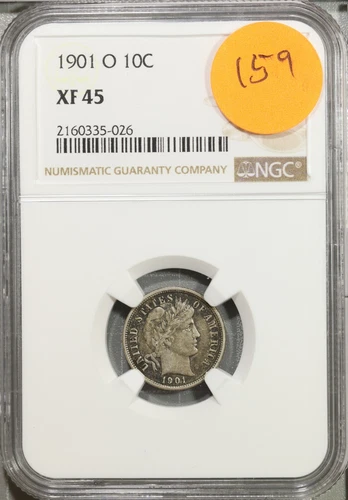 1901 O 10C
159
XF 45
2160335-026
NUMISMATIC GUARANTY COMPANY NGC®
UNITED STATES OF AMERICA
1901